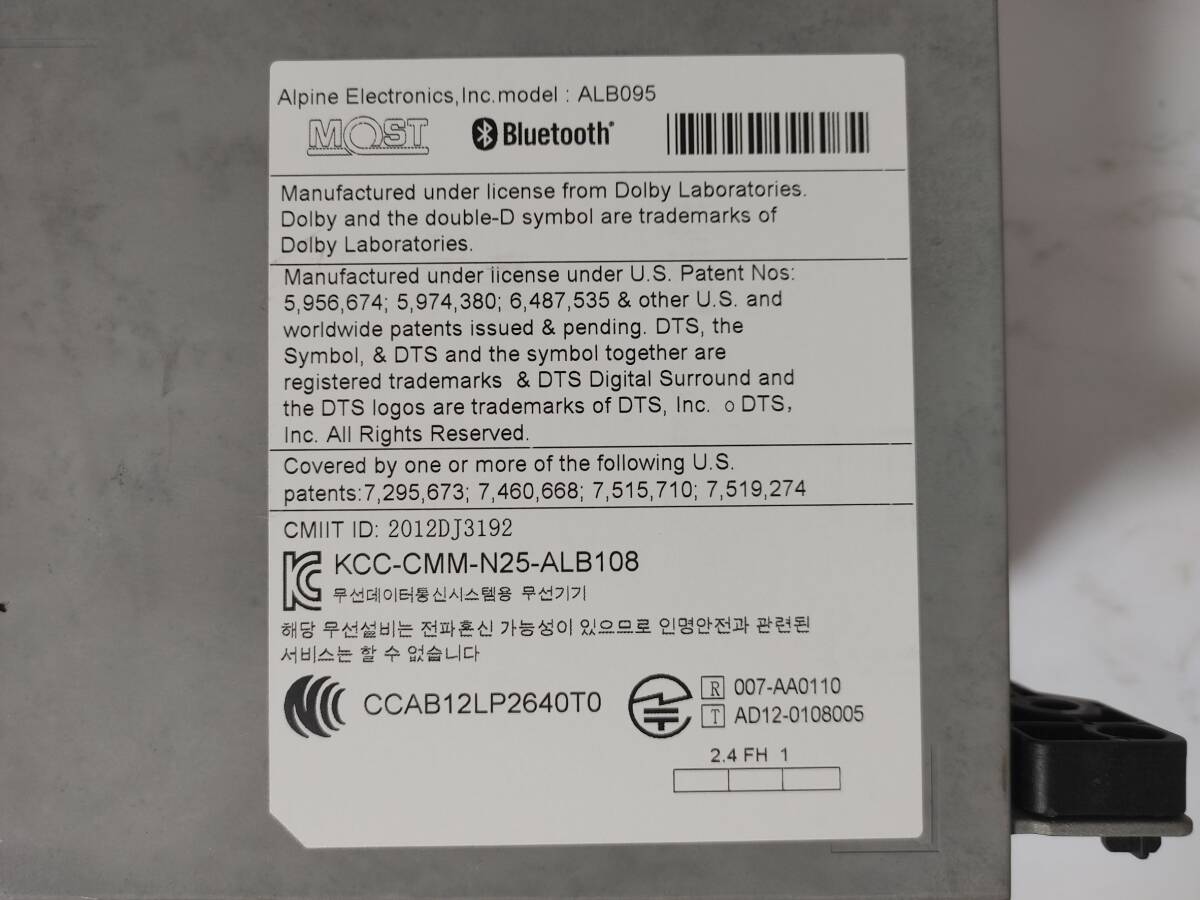 Alpine Electronics,Inc.model : ALB095
MOST Bluetooth®
Manufactured under license from Dolby Laboratories.
Dolby and the double-D symbol are trademarks of
Dolby Laboratories.
Manufactured under iicense under U.S. Patent Nos:
5,956,674; 5,974,380; 6,487,535 & other U.S. and
worldwide patents issued & pending. DTS, the
Symbol, & DTS and the symbol together are
registered trademarks & DTS Digital Surround and
the DTS logos are trademarks of DTS, Inc. o DTS,
Inc. All Rights Reserved.
Covered by one or more of the following U.S.
patents:7,295,673; 7,460,668; 7,515,710; 7,519,274
CMIIT ID: 2012DJ3192
KCC-CMM-N25-ALB108
무선데이터통신시스템용 무선기기
해당 무선설비는 전파혼신 가능성이 있으므로 인명안전과 관련된
서비스는 할 수 없습니다
CCAB12LP2640T0
R 007-AA0110
T AD12-0108005
2.4 FH 1